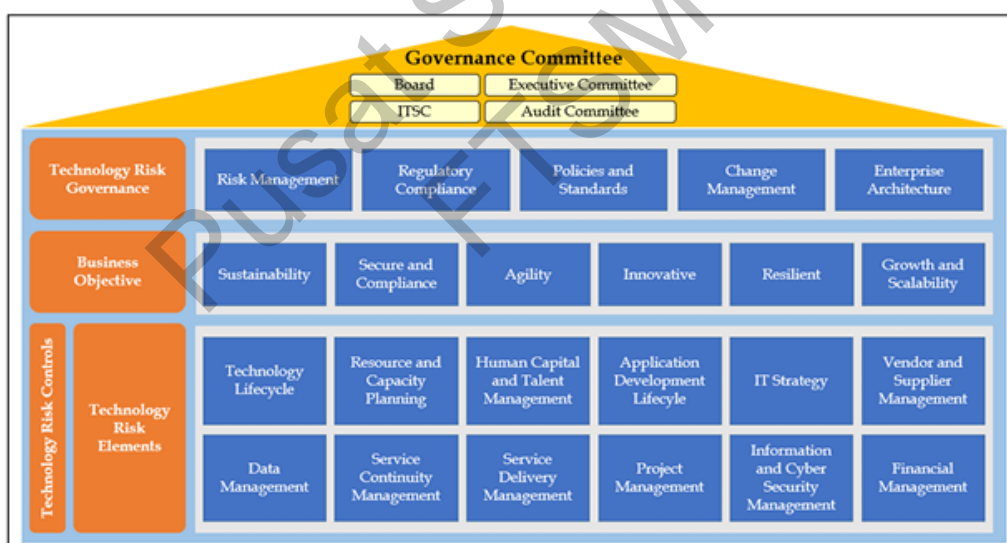 Governance Committee
Board
Executive Committee
ITSC
Audit Committee
Technology Risk
Governance
Risk Management
Regulatory
Compliance
Policies and
Standards
Change
Management
Enterprise
Architecture
Business
Objective
Sustainability
Secure and
Compliance
Agility
Innovative
Resilient
Growth and
Scalability
Technology Risk Controls
Technology
Risk
Elements
Technology
Lifecycle
Resource and
Capacity
Planning
Human Capital
and Talent
Management
Application
Development
Lifecyle
IT Strategy
Vendor and
Supplier
Management
Data
Management
Service
Continuity
Management
Service
Delivery
Management
Project
Management
Information
and Cyber
Security
Management
Financial
Management
Pusat
FTSM